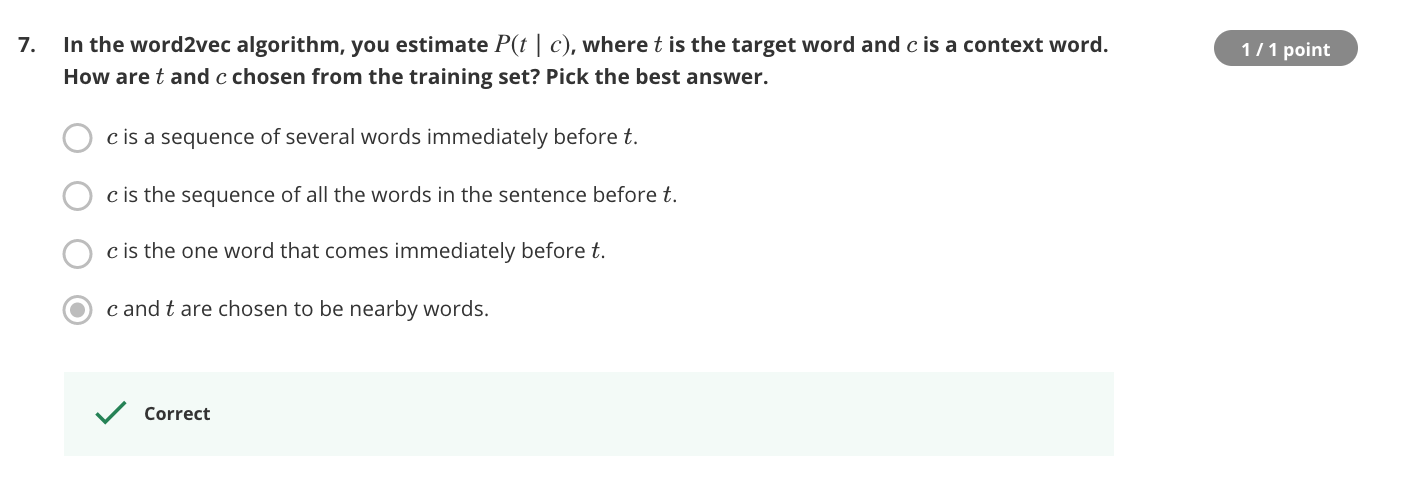 7. In the word2vec algorithm, you estimate P(t | c), where t is the target word and c is a context word.
How are t and c chosen from the training set? Pick the best answer.
1 / 1 point
c is a sequence of several words immediately before t.
c is the sequence of all the words in the sentence before t.
c is the one word that comes immediately before t.
c and t are chosen to be nearby words.
Correct